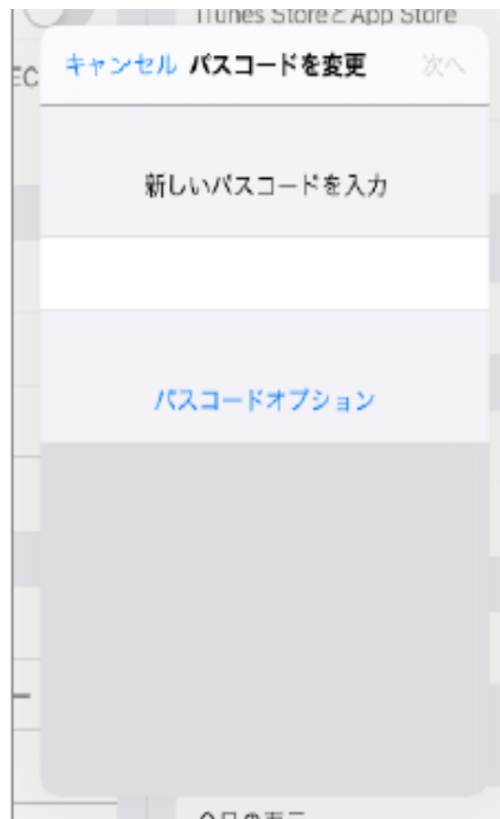 iTunes StoreとApp Store
EC
キャンセル パスコードを変更 次へ
新しいパスコードを入力
パスコードオプション